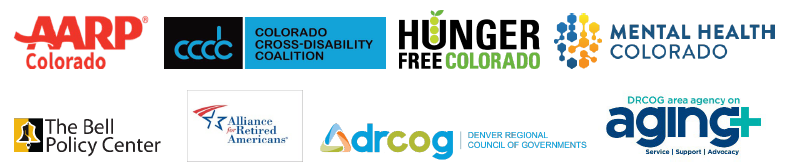 AARP®
Colorado
cccdc
COLORADO
CROSS-DISABILITY
COALITION
HUNGER
FREE COLORADO
MENTAL HEALTH
COLORADO
The Bell
Policy Center
Alliance
for Retired
Americans®
drcog
DENVER REGIONAL
COUNCIL OF GOVERNMENTS
DRCOG area agency on
aging+
Service | Support | Advocacy